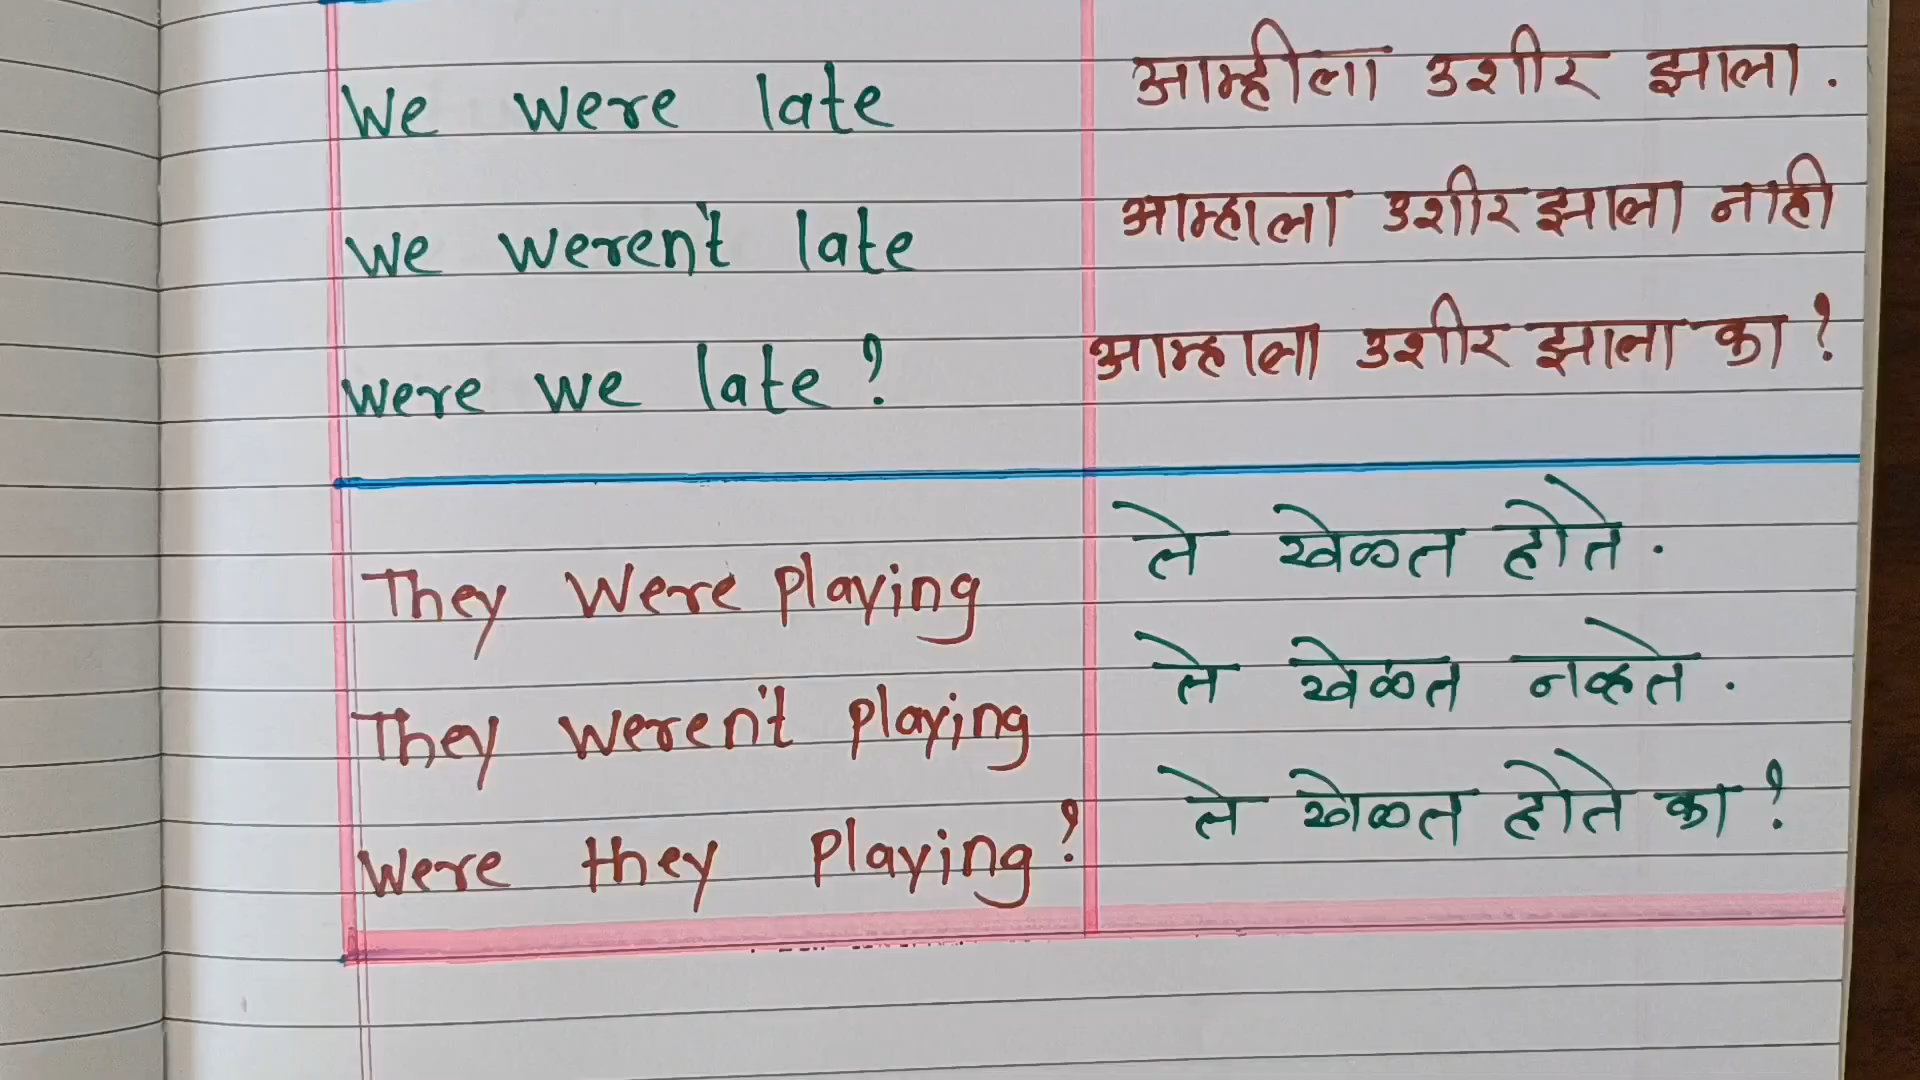 We were late आम्हीला उशीर झाला.
We weren't late आम्हाला उशीर झाला नाही
were we late? आम्हाला उशीर झाला का?
They were playing ते खेळत होते.
They weren't playing ते खेळत नव्हते.
were they playing? ते खेळत होते का?